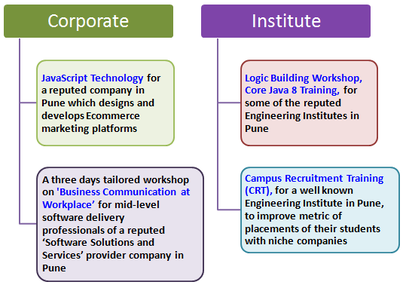 Corporate
JavaScript Technology for
a reputed company in
Pune which designs and
develops Ecommerce
marketing platforms
A three days tailored workshop
on 'Business Communication at
Workplace’ for mid-level
software delivery
professionals of a reputed
‘Software Solutions and
Services’ provider company in
Pune
Institute
Logic Building Workshop,
Core Java 8 Training, for
some of the reputed
Engineering Institutes in
Pune
Campus Recruitment Training
(CRT), for a well known
Engineering Institute in Pune,
to improve metric of
placements of their students
with niche companies